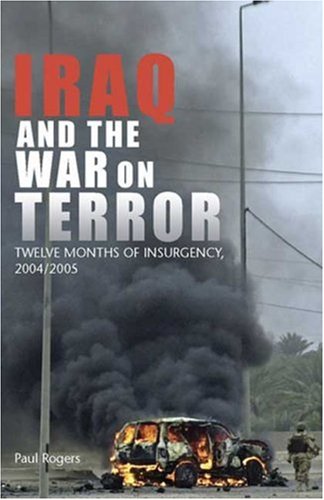 IRAQ
AND THE
WAR ON
TERROR
TWELVE MONTHS OF INSURGENCY,
2004/2005
Paul Rogers